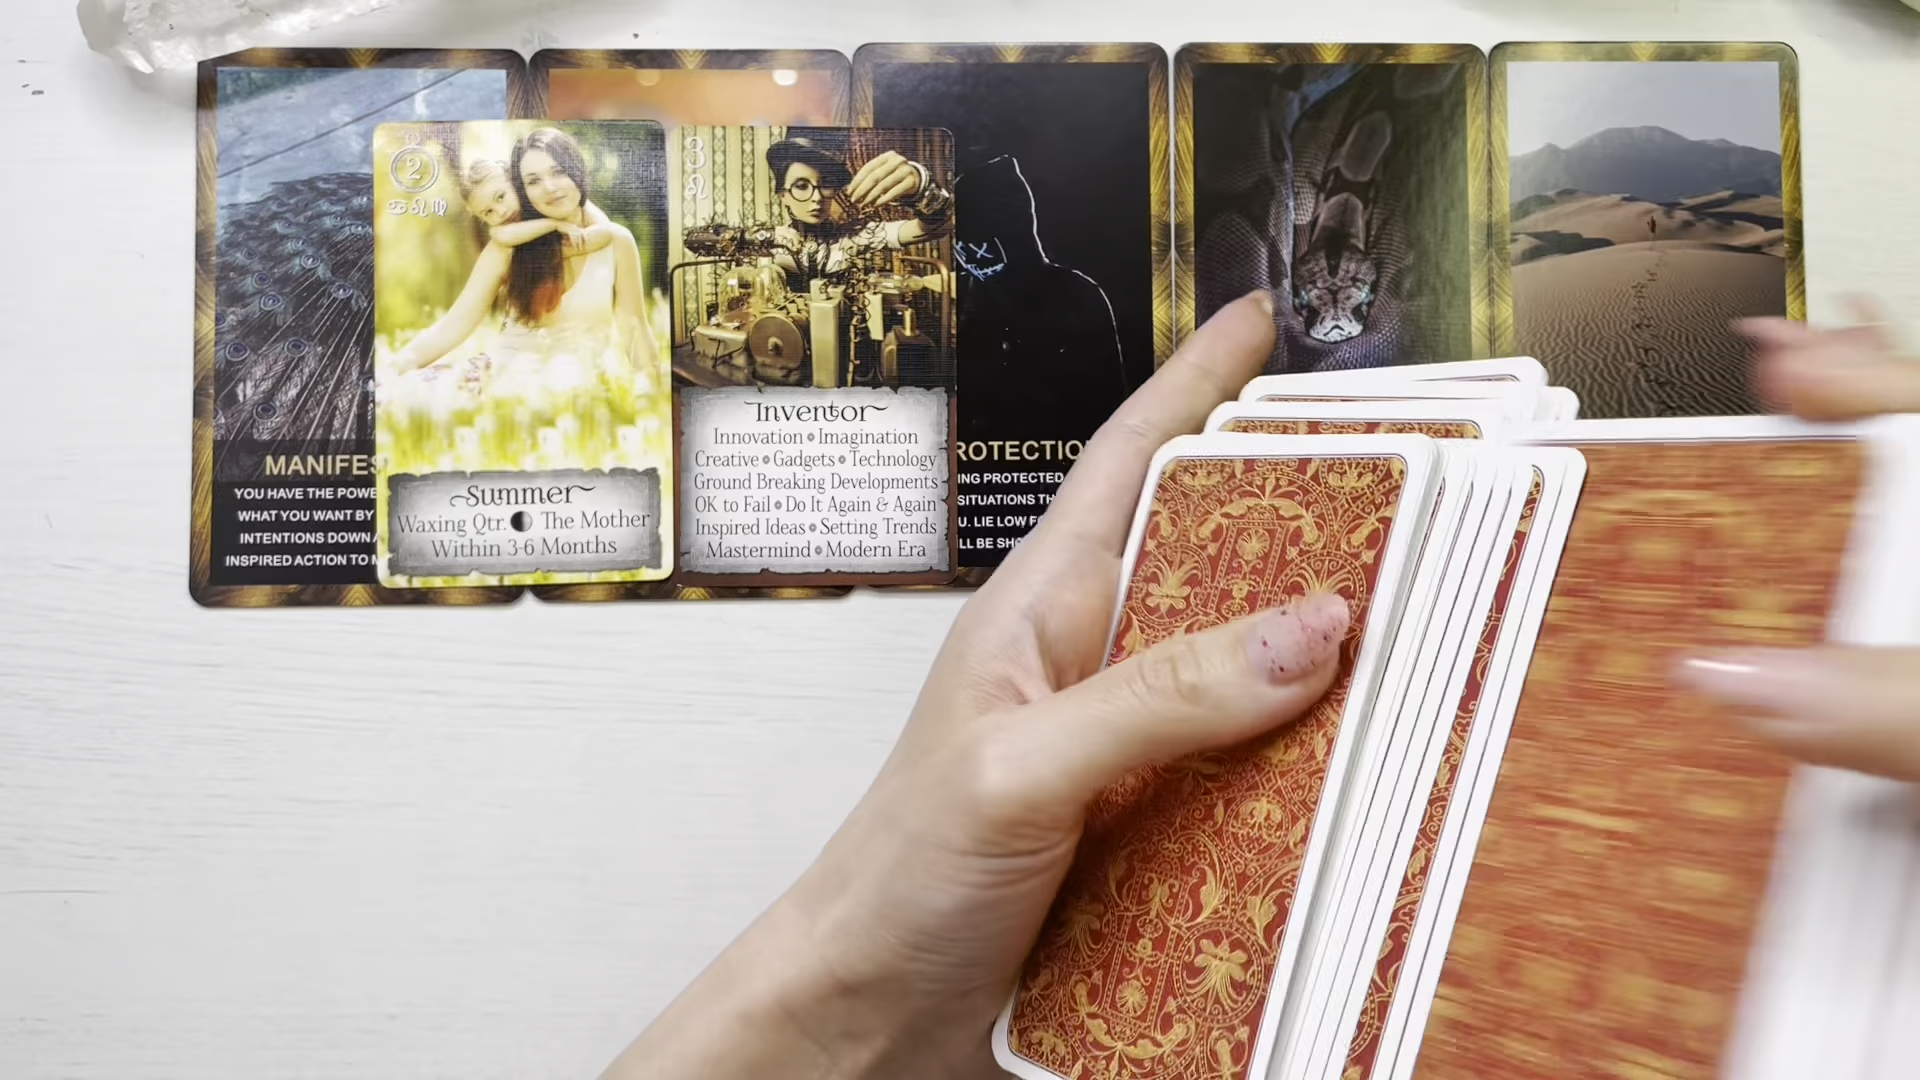 MANIFES
YOU HAVE THE POWE
WHAT YOU WANT BY
INTENTIONS DOWN
INSPIRED ACTION TO
2
♋♌♍
Summer
Waxing Qtr. 🌗 The Mother
Within 3-6 Months
3
♌
Inventor
Innovation • Imagination
Creative • Gadgets • Technology
Ground Breaking Developments
OK to Fail • Do It Again & Again
Inspired Ideas • Setting Trends
Mastermind • Modern Era
ROTECTIO
ING PROTECTED
SITUATIONS TH
U. LIE LOW F
LL BE SHO